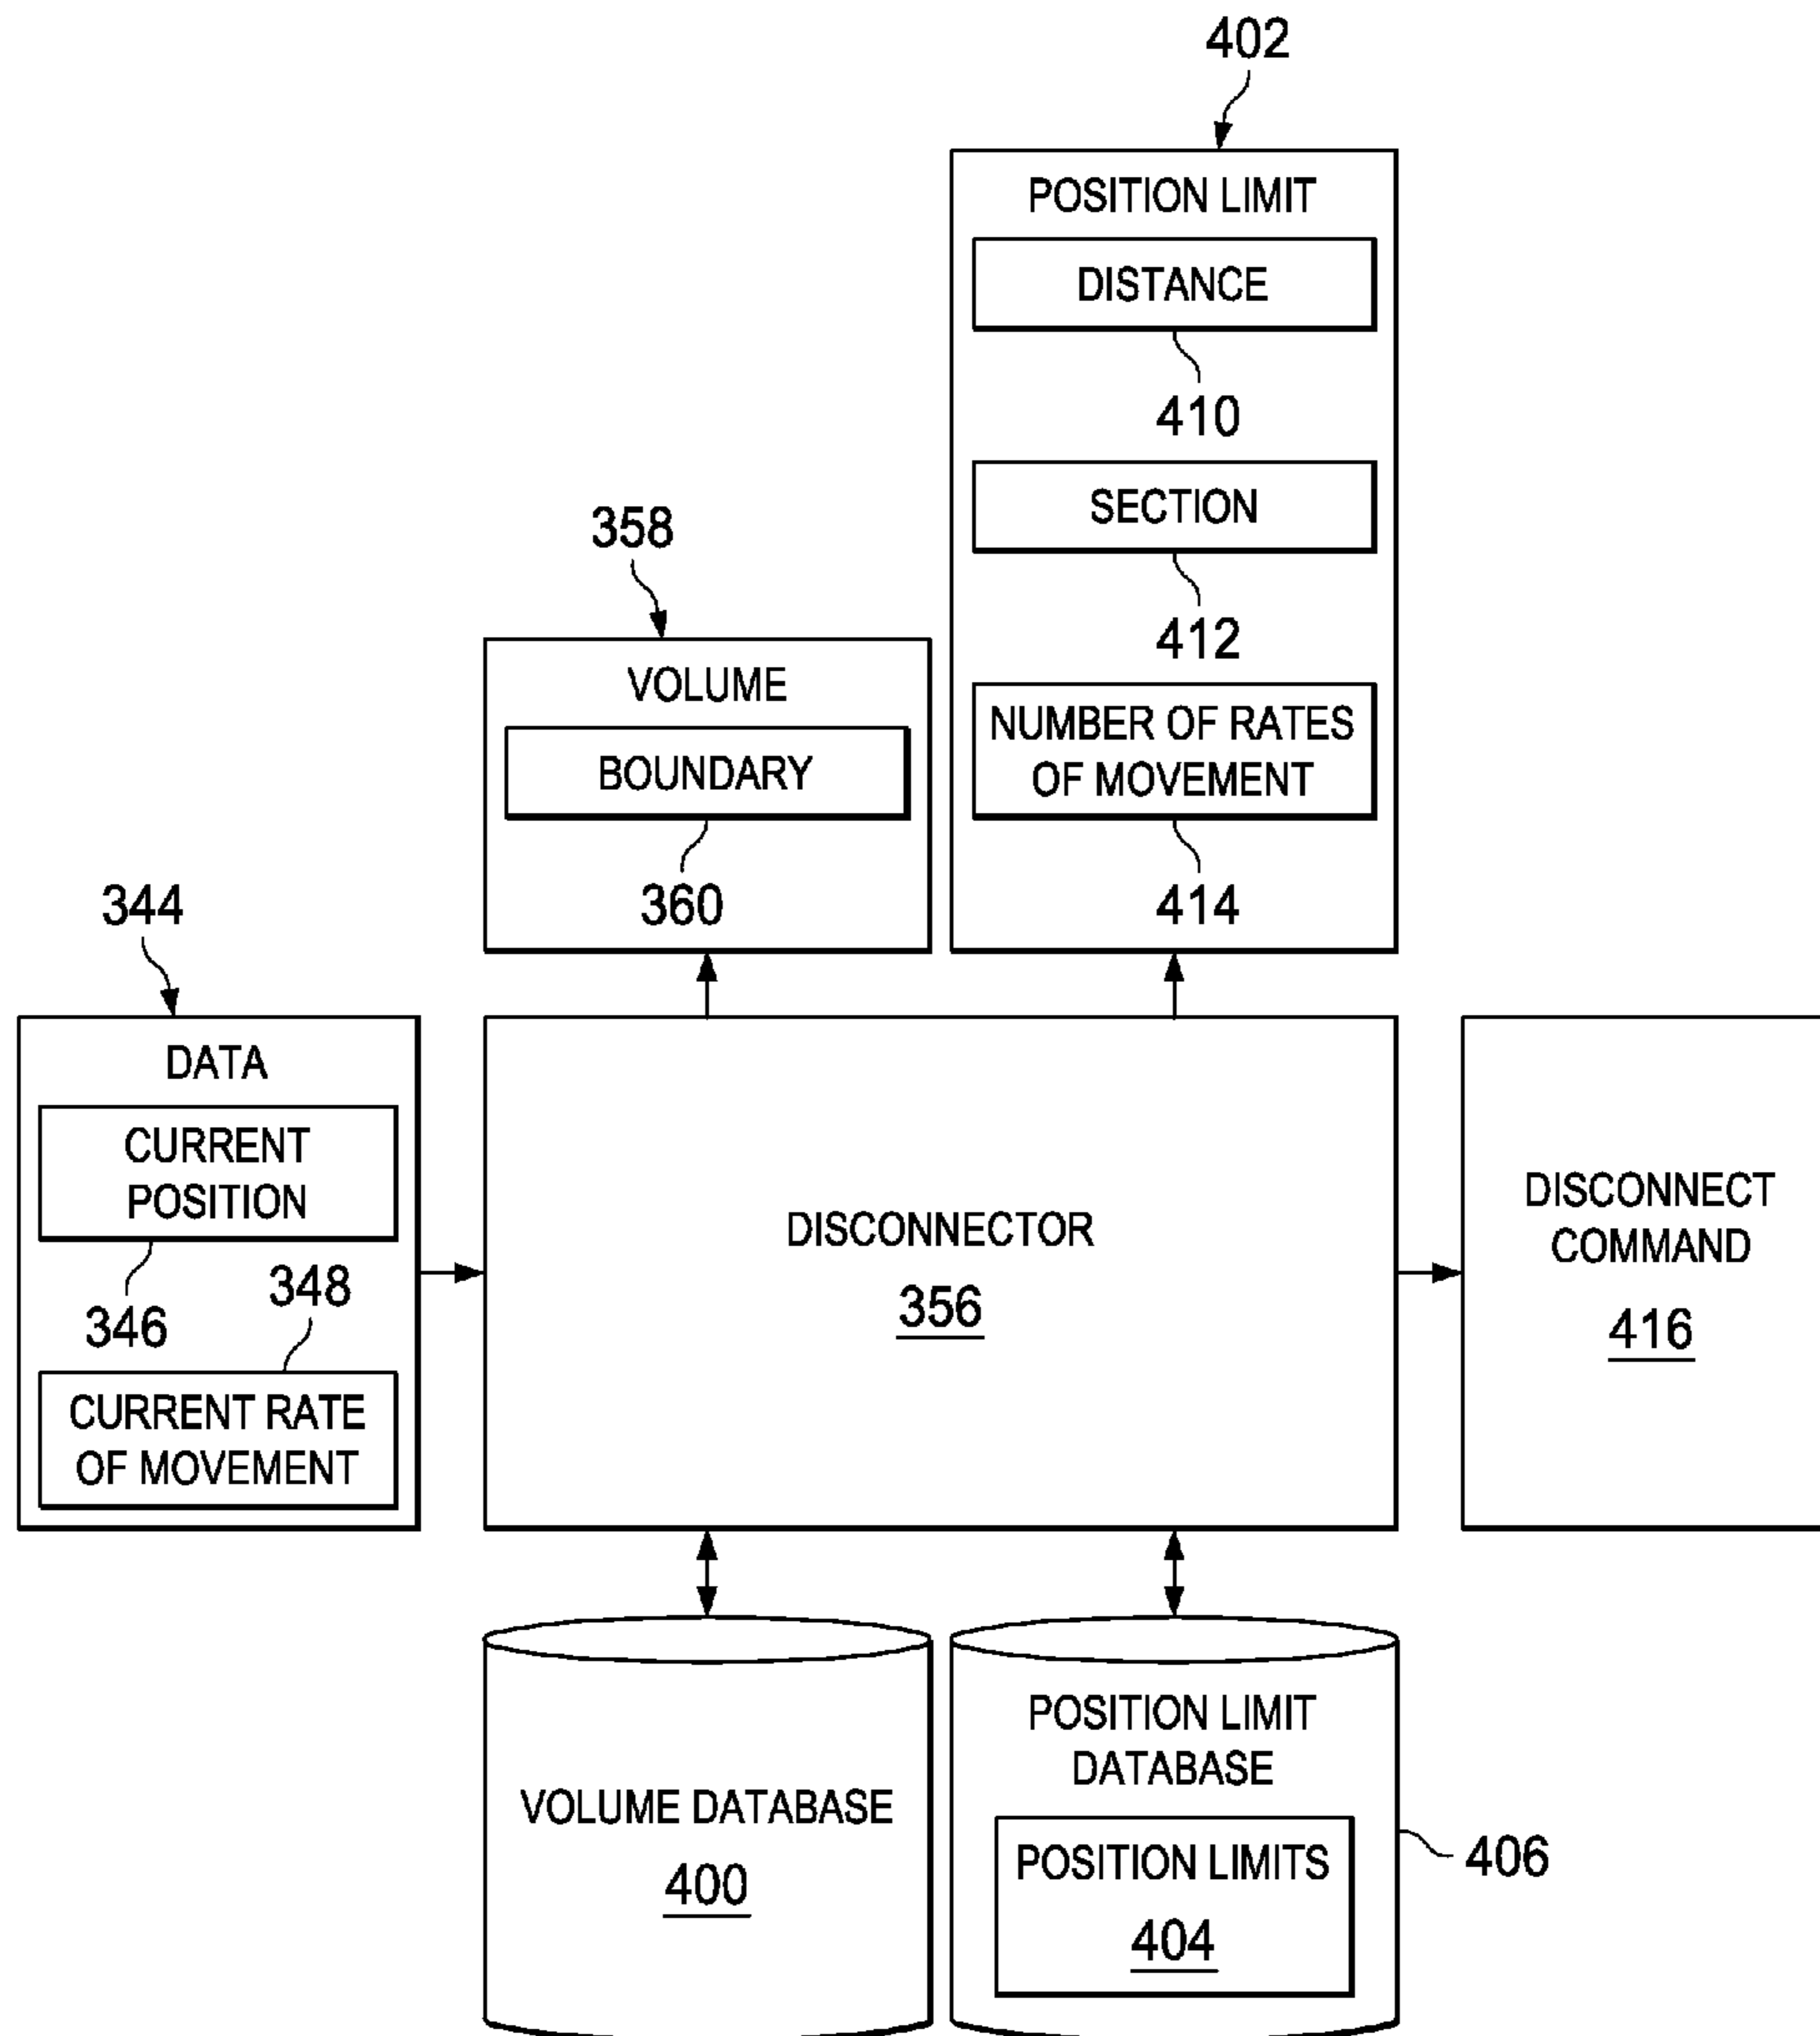 402
POSITION LIMIT
DISTANCE
410
SECTION
412
NUMBER OF RATES
OF MOVEMENT
414
358
VOLUME
BOUNDARY
360
344
DATA
CURRENT
POSITION
346
348
CURRENT RATE
OF MOVEMENT
DISCONNECTOR
356
DISCONNECT
COMMAND
416
VOLUME DATABASE
400
POSITION LIMIT
DATABASE
POSITION LIMITS
404
406